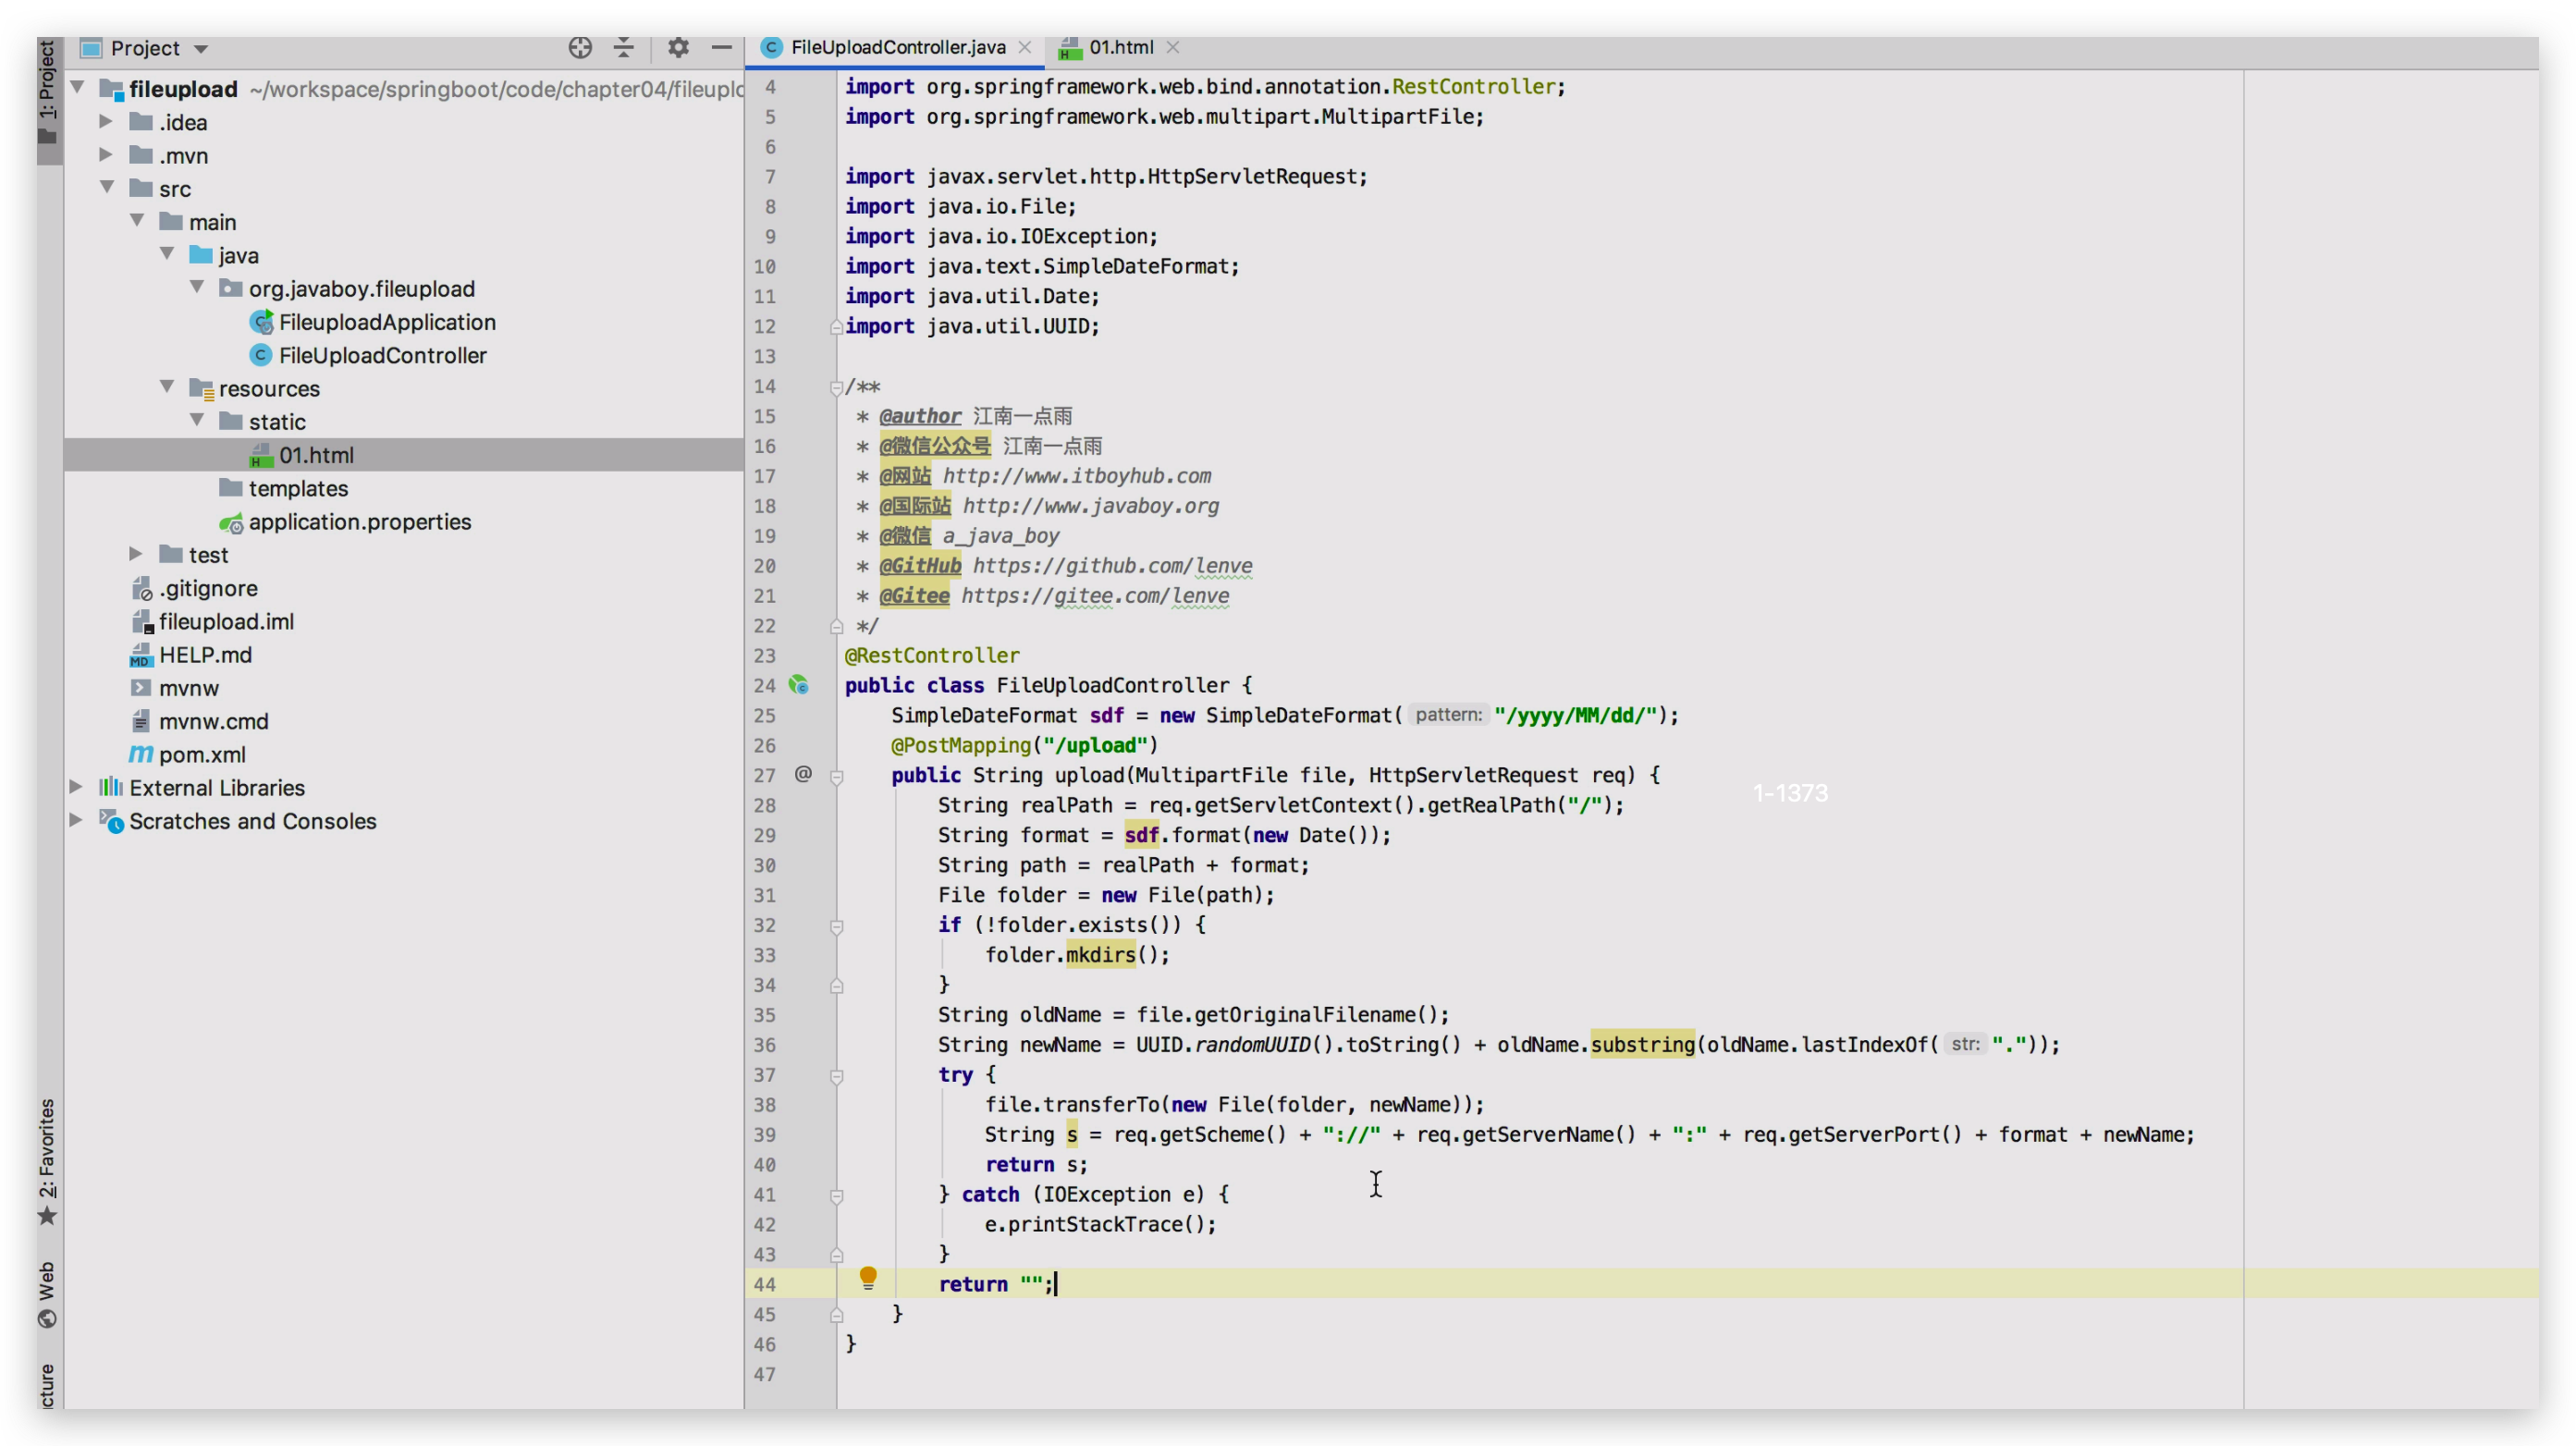 1: Project
2: Favorites
Web
cture
Project
fileupload ~/workspace/springboot/code/chapter04/fileuplo
.idea
.mvn
src
main
java
org.javaboy.fileupload
FileuploadApplication
FileUploadController
resources
static
01.html
templates
application.properties
test
.gitignore
fileupload.iml
HELP.md
mvnw
mvnw.cmd
pom.xml
External Libraries
Scratches and Consoles
FileUploadController.java 01.html
4 import org.springframework.web.bind.annotation.RestController;
5 import org.springframework.web.multipart.MultipartFile;
6
7 import javax.servlet.http.HttpServletRequest;
8 import java.io.File;
9 import java.io.IOException;
10 import java.text.SimpleDateFormat;
11 import java.util.Date;
12 import java.util.UUID;
13
14 /**
15 * @author 江南一点雨
16 * @微信公众号 江南一点雨
17 * @网站 http://www.itboyhub.com
18 * @国际站 http://www.javaboy.org
19 * @微信 a_java_boy
20 * @GitHub https://github.com/lenve
21 * @Gitee https://gitee.com/lenve
22 */
23 @RestController
24 public class FileUploadController {
25 SimpleDateFormat sdf = new SimpleDateFormat( pattern: "/yyyy/MM/dd/");
26 @PostMapping("/upload")
27 @ public String upload(MultipartFile file, HttpServletRequest req) {
1-1373
28 String realPath = req.getServletContext().getRealPath("/");
29 String format = sdf.format(new Date());
30 String path = realPath + format;
31 File folder = new File(path);
32 if (!folder.exists()) {
33 folder.mkdirs();
34 }
35 String oldName = file.getOriginalFilename();
36 String newName = UUID.randomUUID().toString() + oldName.substring(oldName.lastIndexOf( str: "."));
37 try {
38 file.transferTo(new File(folder, newName));
39 String s = req.getScheme() + "://" + req.getServerName() + ":" + req.getServerPort() + format + newName;
40 return s;
41 } catch (IOException e) {
42 e.printStackTrace();
43 }
44 return "";
45 }
46 }
47